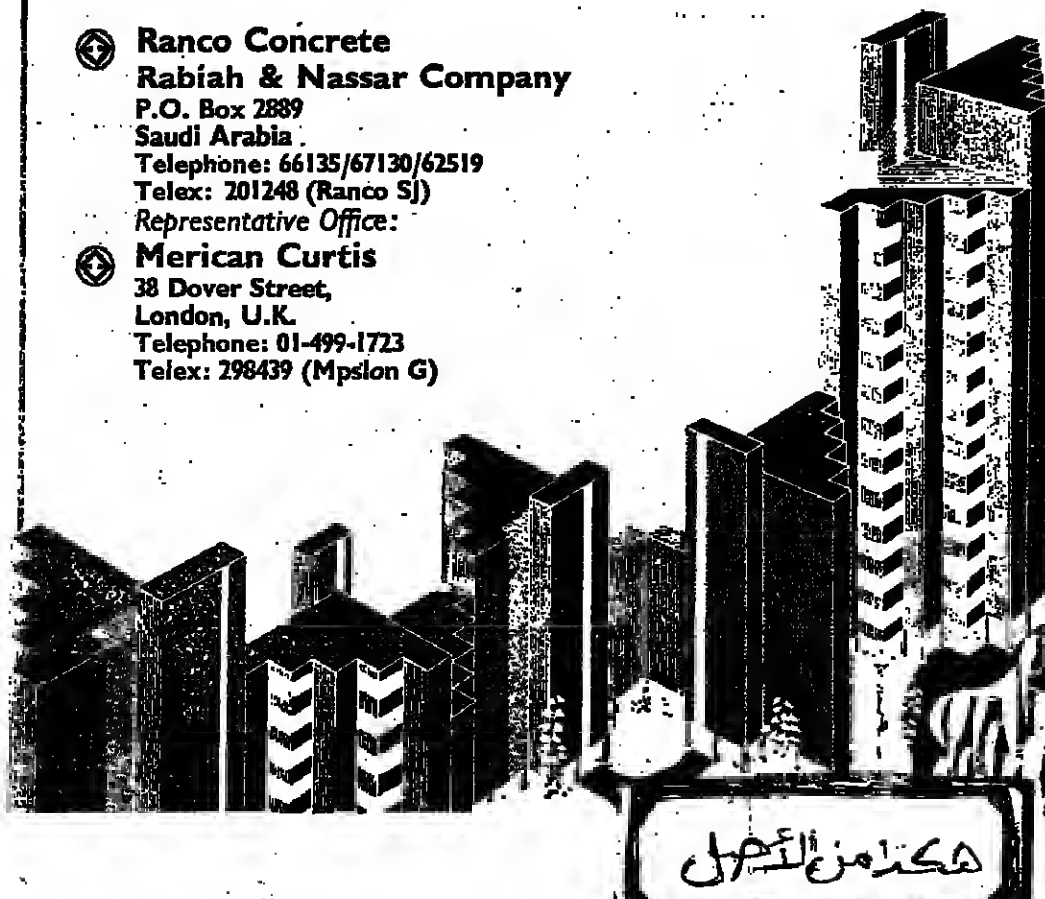 Ranco Concrete
Rabiah & Nassar Company
P.O. Box 2889
Saudi Arabia
Telephone: 66135/67130/62519
Telex: 201248 (Ranco SJ)
Representative Office:
Merican Curtis
38 Dover Street,
London, U.K.
Telephone: 01-499-1723
Telex: 298439 (Mpslon G)
هكذا من الأصل